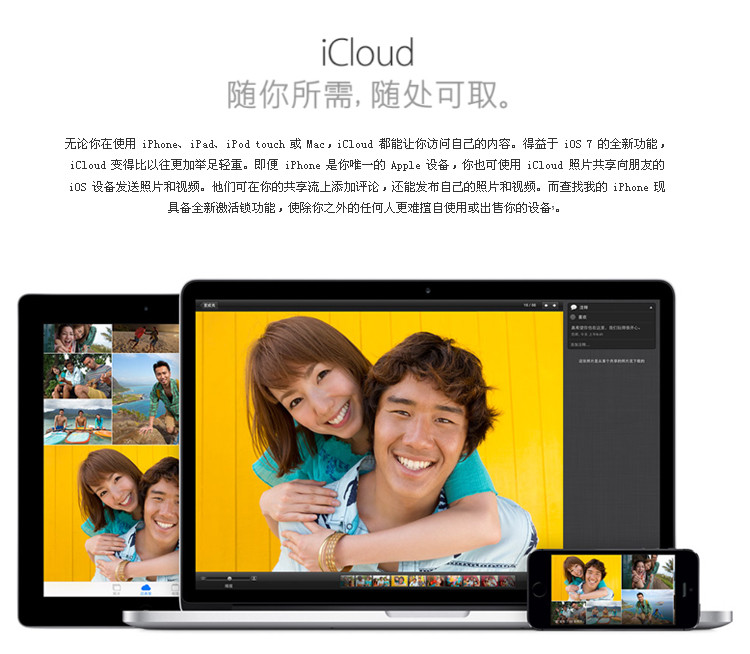 iCloud
随你所需, 随处可取。
无论你在使用 iPhone、iPad、iPod touch 或 Mac，iCloud 都能让你访问自己的内容。得益于 iOS 7 的全新功能，
iCloud 变得比以往更加举足轻重。即便 iPhone 是你唯一的 Apple 设备，你也可使用 iCloud 照片共享向朋友的
iOS 设备发送照片和视频。他们可在你的共享流上添加评论，还能发布自己的照片和视频。而查找我的 iPhone 现
具备全新激活锁功能，使除你之外的任何人更难擅自使用或出售你的设备。